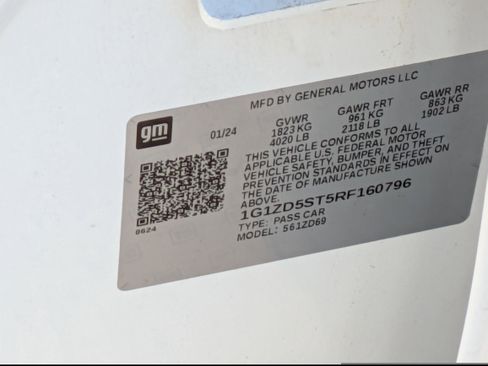 MFD BY GENERAL MOTORS LLC
gm
01/24
GVWR GAWR FRT GAWR RR
1823 KG 961 KG 863 KG
4020 LB 2118 LB 1902 LB
THIS VEHICLE CONFORMS TO ALL
APPLICABLE U.S. FEDERAL MOTOR
VEHICLE SAFETY, BUMPER, AND THEFT
PREVENTION STANDARDS IN EFFECT ON
THE DATE OF MANUFACTURE SHOWN
ABOVE.
1G1ZD5ST5RF160796
TYPE: PASS CAR
MODEL: 561ZD69
0624